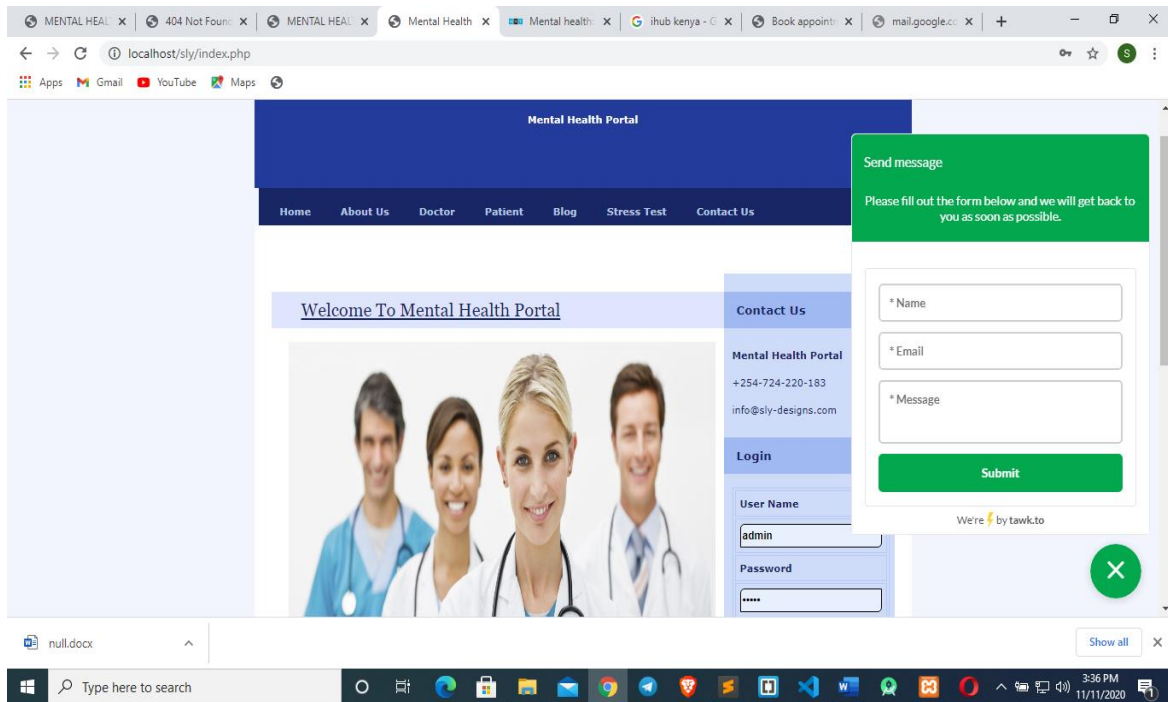 MENTAL HEAL
404 Not Foun
MENTAL HEAL
Mental Health
Mental health
ihub kenya - G
Book appoint
mail.google.co
localhost/sly/index.php
S
Apps
Gmail
YouTube
Maps
Mental Health Portal
Home About Us Doctor Patient Blog Stress Test Contact Us
Welcome To Mental Health Portal
Contact Us
Mental Health Portal
+254-724-220-183
info@sly-designs.com
Login
User Name
admin
Password
•••••
Send message
Please fill out the form below and we will get back to
you as soon as possible.
* Name
* Email
* Message
Submit
We're ⚡ by tawk.to
null.docx
Show all
Type here to search
3:36 PM
11/11/2020
1